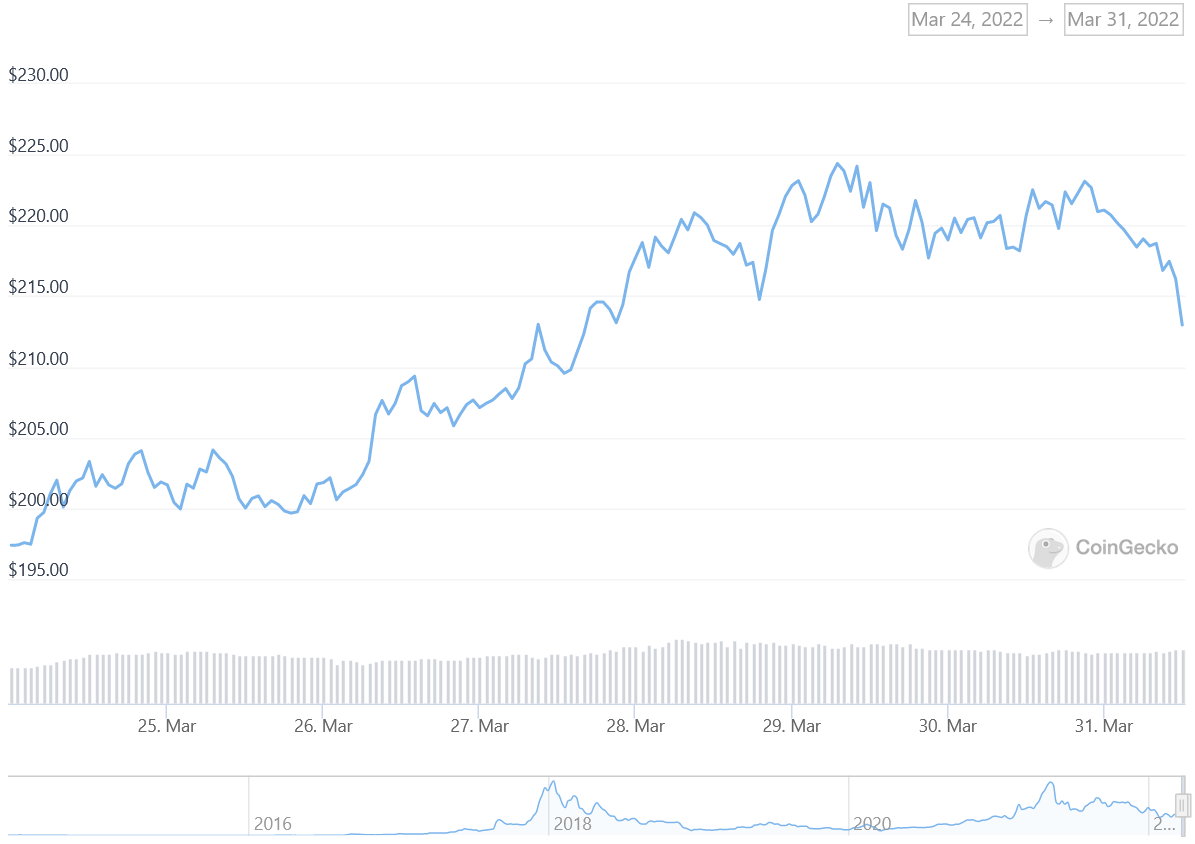 Mar 24, 2022 → Mar 31, 2022
$230.00
$225.00
$220.00
$215.00
$210.00
$205.00
$200.00
CoinGecko
$195.00
25. Mar 26. Mar 27. Mar 28. Mar 29. Mar 30. Mar 31. Mar
2016 2018 2020 2...